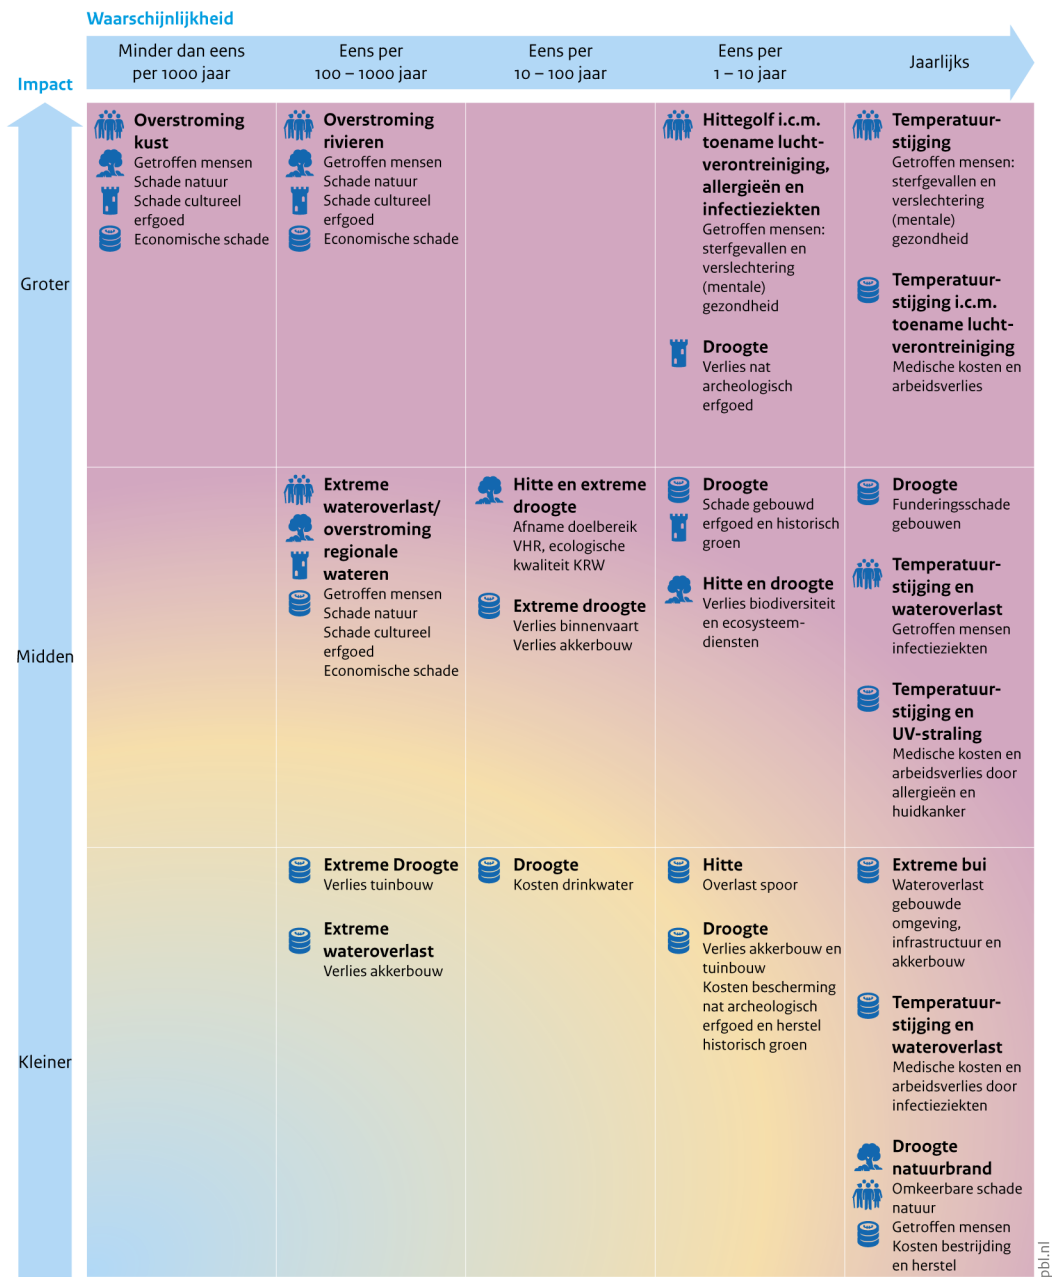 Waarschijnlijkheid
Minder dan eens
per 1000 jaar
Eens per
100 – 1000 jaar
Eens per
10 – 100 jaar
Eens per
1 – 10 jaar
Jaarlijks
Impact
Groter
Overstroming
kust
Getroffen mensen
Schade natuur
Schade cultureel
erfgoed
Economische schade
Overstroming
rivieren
Getroffen mensen
Schade natuur
Schade cultureel
erfgoed
Economische schade
Hittegolf i.c.m.
toename lucht-
verontreiniging,
allergieën en
infectieziekten
Getroffen mensen:
sterfgevallen en
verslechtering
(mentale)
gezondheid
Droogte
Verlies nat
archeologisch
erfgoed
Temperatuur-
stijging
Getroffen mensen:
sterfgevallen en
verslechtering
(mentale)
gezondheid
Temperatuur-
stijging i.c.m.
toename lucht-
verontreiniging
Medische kosten en
arbeidsverlies
Midden
Extreme
wateroverlast/
overstroming
regionale
wateren
Getroffen mensen
Schade natuur
Schade cultureel
erfgoed
Economische schade
Hitte en extreme
droogte
Afname doelbereik
VHR, ecologische
kwaliteit KRW
Extreme droogte
Verlies binnenvaart
Verlies akkerbouw
Droogte
Schade gebouwd
erfgoed en historisch
groen
Hitte en droogte
Verlies biodiversiteit
en ecosysteem-
diensten
Droogte
Funderingsschade
gebouwen
Temperatuur-
stijging en
wateroverlast
Getroffen mensen
infectieziekten
Temperatuur-
stijging en
UV-straling
Medische kosten en
arbeidsverlies door
allergieën en
huidkanker
Kleiner
Extreme Droogte
Verlies tuinbouw
Extreme
wateroverlast
Verlies akkerbouw
Droogte
Kosten drinkwater
Hitte
Overlast spoor
Droogte
Verlies akkerbouw en
tuinbouw
Kosten bescherming
nat archeologisch
erfgoed en herstel
historisch groen
Extreme bui
Wateroverlast
gebouwde
omgeving,
infrastructuur en
akkerbouw
Temperatuur-
stijging en
wateroverlast
Medische kosten en
arbeidsverlies door
infectieziekten
Droogte
natuurbrand
Omkeerbare schade
natuur
Getroffen mensen
Kosten bestrijding
en herstel
pbl.nl